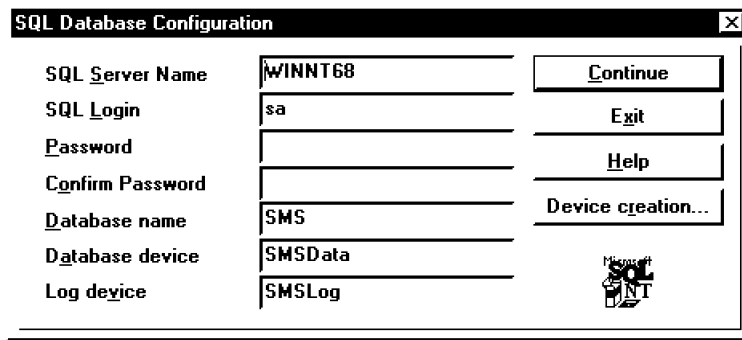 SQL Database Configuration
SQL Server Name WINNT68
SQL Login sa
Password
Confirm Password
Database name SMS
Database device SMSData
Log device SMSLog
Continue
Exit
Help
Device creation...
Microsoft
SQL
NT